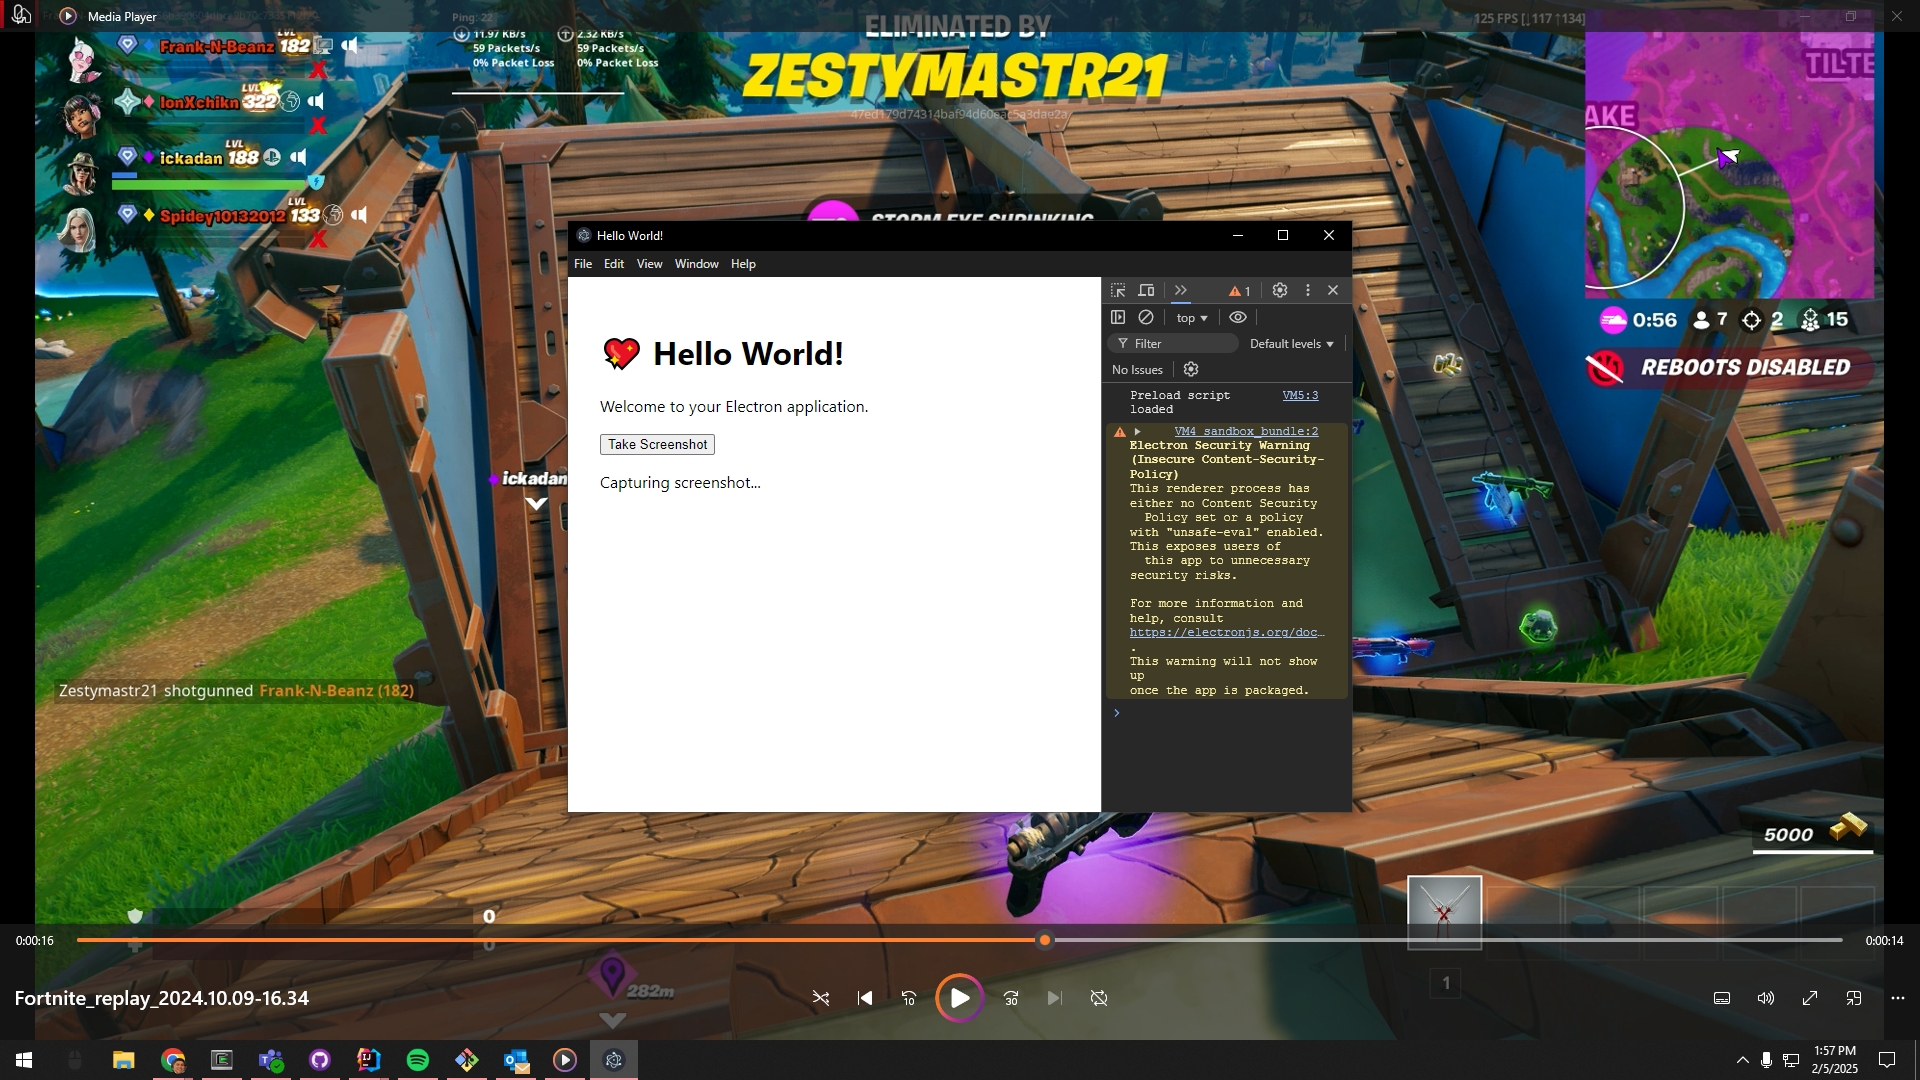 Media Player
Ping: 22
11.97 KB/s
2.32 KB/s
59 Packets/s
59 Packets/s
0% Packet Loss
0% Packet Loss
ELIMINATED BY
ZESTYMASTR21
125 FPS [↓117 ↑134]
LVL
Frank-N-Beanz 182
LVL
IonXchikn 322
LVL
ickadan 188
LVL
Spidey10132012 133
TILTE
AKE
STORM EYE SHRINKING
0:56
7
2
15
REBOOTS DISABLED
Hello World!
File Edit View Window Help
1
top
Filter
Default levels
No Issues
Hello World!
Welcome to your Electron application.
Take Screenshot
Capturing screenshot...
Preload script VM5:3
loaded
VM4 sandbox_bundle:2
Electron Security Warning
(Insecure Content-Security-
Policy)
This renderer process has
either no Content Security
Policy set or a policy
with "unsafe-eval" enabled.
This exposes users of
this app to unnecessary
security risks.
For more information and
help, consult
https://electronjs.org/doc…
.
This warning will not show
up
once the app is packaged.
ickadan
Zestymastr21 shotgunned Frank-N-Beanz (182)
5000
0
0
282m
1
0:00:16
0:00:14
Fortnite_replay_2024.10.09-16.34
10
30
1:57 PM
2/5/2025